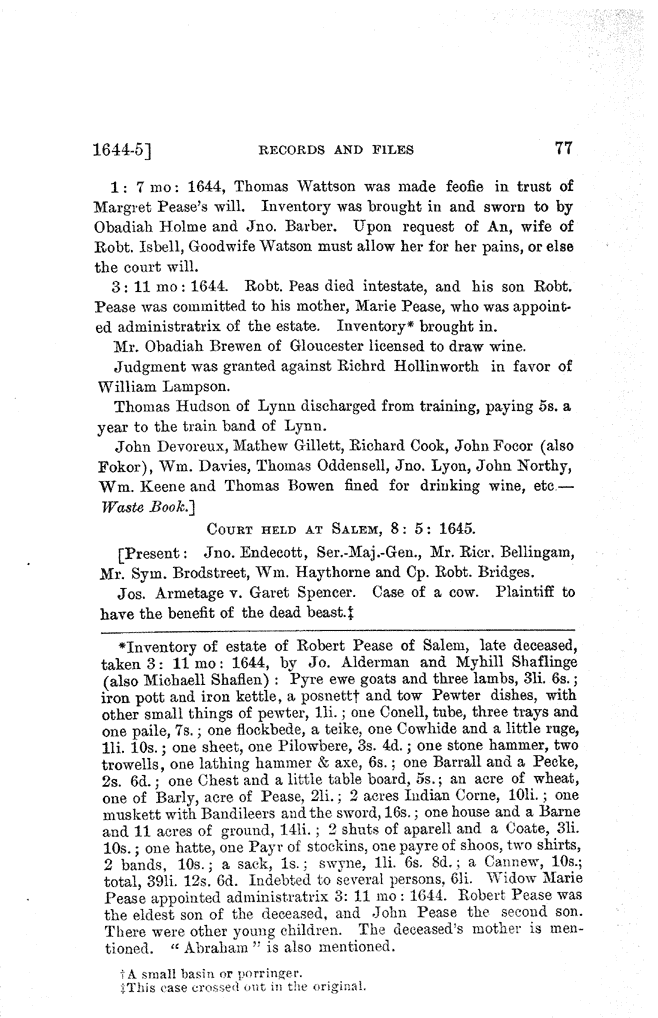 1644-5] RECORDS AND FILES 77
1: 7 mo: 1644, Thomas Wattson was made feofie in trust of
Margret Pease's will. Inventory was brought in and sworn to by
Obadiah Holme and Jno. Barber. Upon request of An, wife of
Robt. Isbell, Goodwife Watson must allow her for her pains, or else
the court will.
3: 11 mo: 1644. Robt. Peas died intestate, and his son Robt.
Pease was committed to his mother, Marie Pease, who was appoint-
ed administratrix of the estate. Inventory* brought in.
Mr. Obadiah Brewen of Gloucester licensed to draw wine.
Judgment was granted against Richrd Hollinworth in favor of
William Lampson.
Thomas Hudson of Lynn discharged from training, paying 5s. a
year to the train band of Lynn.
John Devoreux, Mathew Gillett, Richard Cook, John Focor (also
Fokor), Wm. Davies, Thomas Oddensell, Jno. Lyon, John Northy,
Wm. Keene and Thomas Bowen fined for drinking wine, etc—
Waste Book.]
COURT HELD AT SALEM, 8: 5: 1645.
[Present: Jno. Endecott, Ser.-Maj.-Gen., Mr. Ricr. Bellingam,
Mr. Sym. Brodstreet, Wm. Haythorne and Cp. Robt. Bridges.
Jos. Armetage v. Garet Spencer. Case of a cow. Plaintiff to
have the benefit of the dead beast.‡
*Inventory of estate of Robert Pease of Salem, late deceased,
taken 3: 11 mo: 1644, by Jo. Alderman and Myhill Shaflinge
(also Michaell Shaflen): Pyre ewe goats and three lambs, 3li. 6s.;
iron pott and iron kettle, a posnett† and tow Pewter dishes, with
other small things of pewter, 1li.; one Conell, tube, three trays and
one paile, 7s.; one flockbede, a teike, one Cowhide and a little ruge,
1li. 10s.; one sheet, one Pilowbere, 3s. 4d.; one stone hammer, two
trowells, one lathing hammer & axe, 6s.; one Barrall and a Pecke,
2s. 6d.; one Chest and a little table board, 5s.; an acre of wheat,
one of Barly, acre of Pease, 2li.; 2 acres Indian Corne, 10li.; one
muskett with Bandileers and the sword, 16s.; one house and a Barne
and 11 acres of ground, 14li.; 2 shuts of aparell and a Coate, 3li.
10s.; one hatte, one Payr of stockins, one payre of shoos, two shirts,
2 bands, 10s.; a sack, 1s.; swyne, 1li. 6s. 8d.; a Cannew, 10s.;
total, 39li. 12s. 6d. Indebted to several persons, 6li. Widow Marie
Pease appointed administratrix 3: 11 mo: 1644. Robert Pease was
the eldest son of the deceased, and John Pease the second son.
There were other young children. The deceased's mother is men-
tioned. "Abraham" is also mentioned.
†A small basin or porringer.
‡This case crossed out in the original.